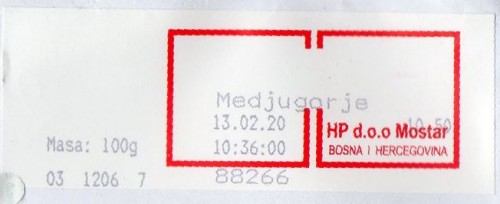 Medjugorje
13.02.20 10.50
HP d.o.o Mostar
Masa: 100g 10:36:00 BOSNA I HERCEGOVINA
03 1206 7 88266